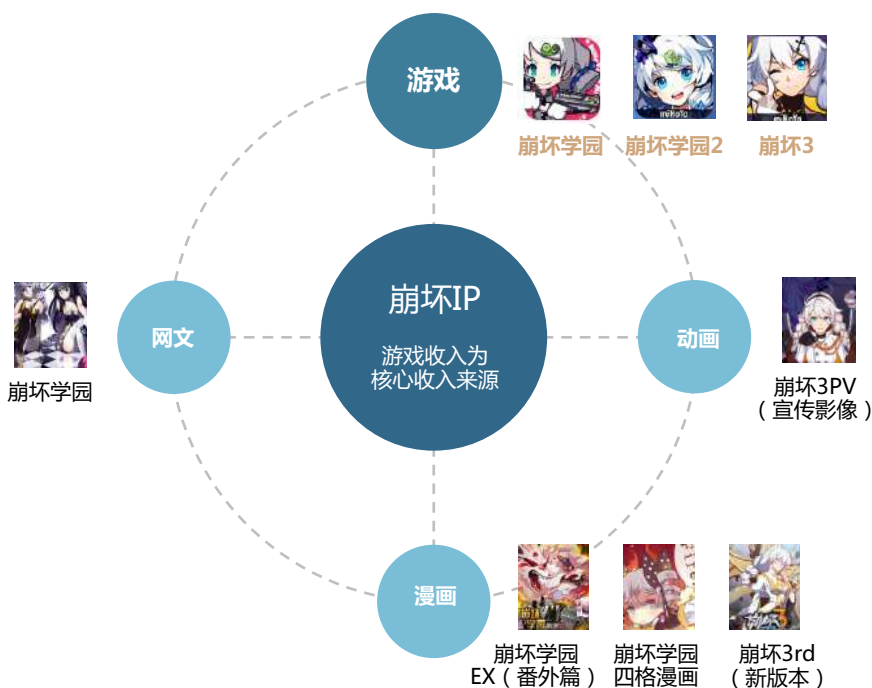 游戏
崩坏学园
崩坏学园2
崩坏3
崩坏IP
游戏收入为
核心收入来源
网文
崩坏学园
动画
崩坏3PV
（宣传影像）
漫画
崩坏学园
EX（番外篇）
崩坏学园
四格漫画
崩坏3rd
（新版本）